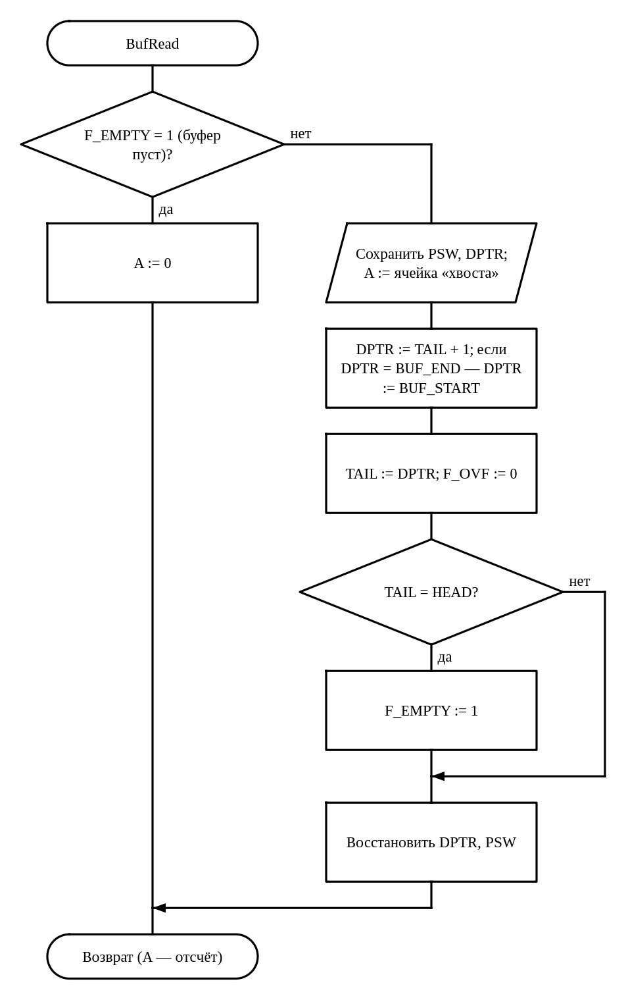 BufRead
F_EMPTY = 1 (буфер
пуст)?
нет
да
A := 0
Сохранить PSW, DPTR;
A := ячейка «хвоста»
DPTR := TAIL + 1; если
DPTR = BUF_END — DPTR
:= BUF_START
TAIL := DPTR; F_OVF := 0
TAIL = HEAD?
нет
да
F_EMPTY := 1
Восстановить DPTR, PSW
Возврат (A — отсчёт)